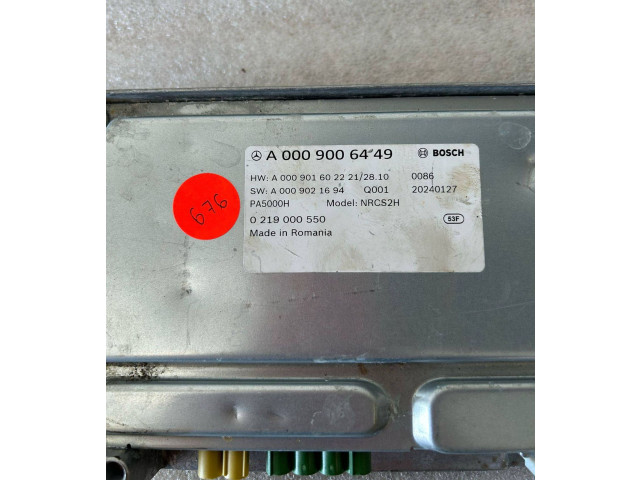 A 000 900 64 49 BOSCH
HW: A 000 901 60 22 21/28.10 0086
SW: A 000 902 16 94 Q001 20240127
PA5000H Model: NRCS2H
0 219 000 550 53F
Made in Romania
676